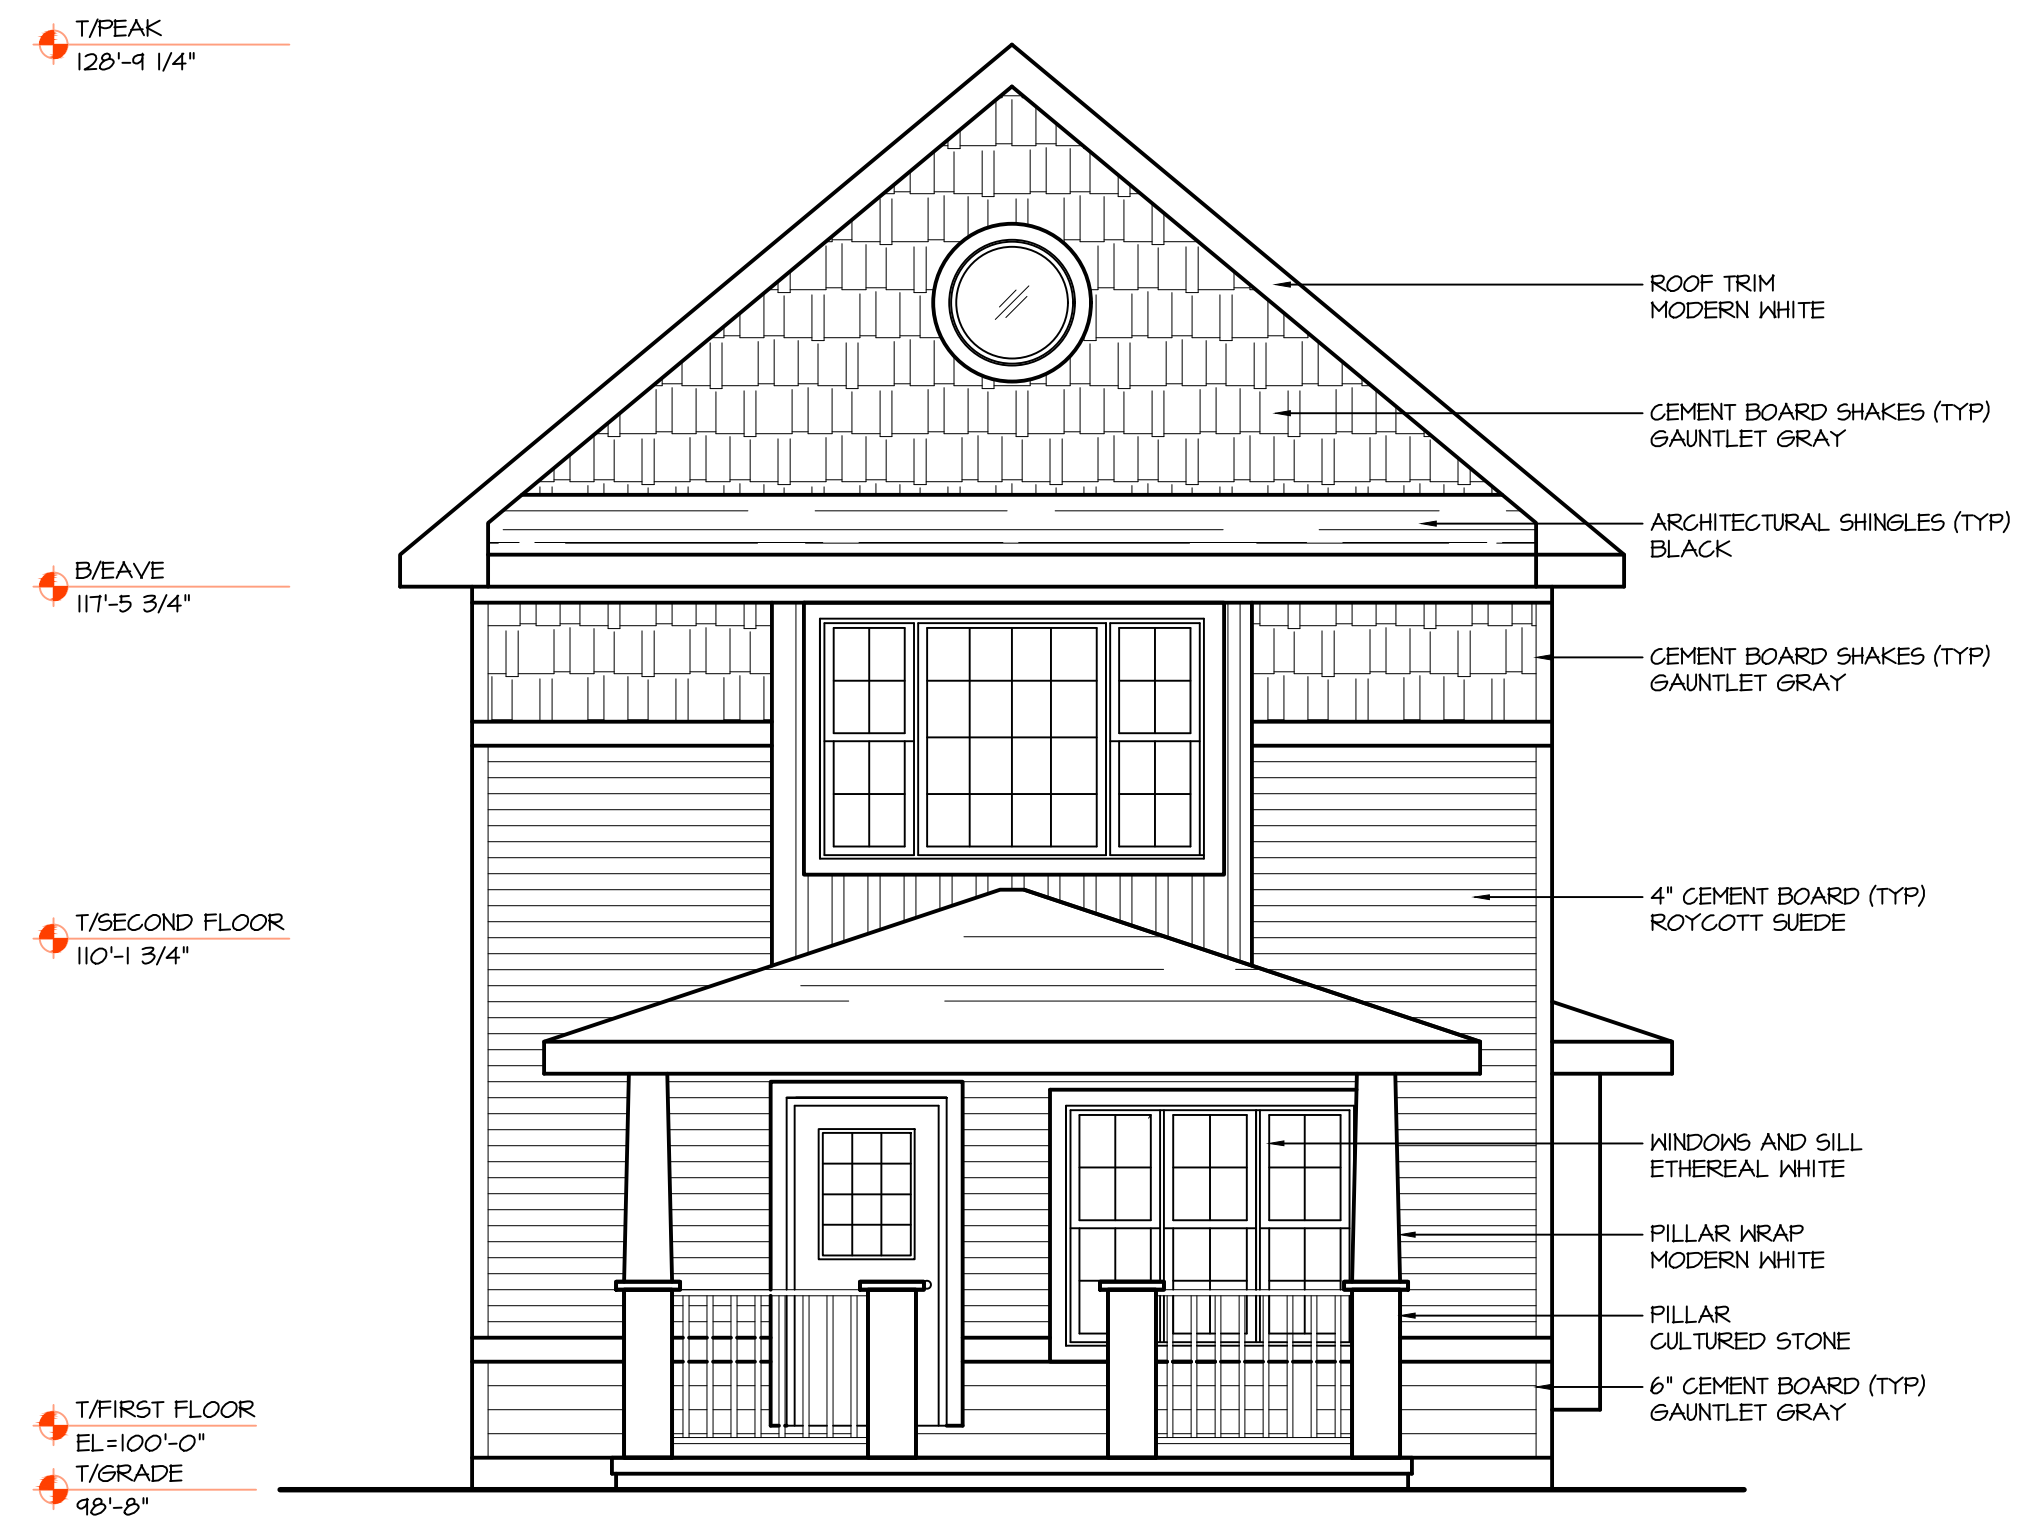 T/PEAK
128'-9 1/4"
ROOF TRIM
MODERN WHITE
CEMENT BOARD SHAKES (TYP)
GAUNTLET GRAY
ARCHITECTURAL SHINGLES (TYP)
BLACK
B/EAVE
117'-5 3/4"
CEMENT BOARD SHAKES (TYP)
GAUNTLET GRAY
4" CEMENT BOARD (TYP)
ROYCOTT SUEDE
T/SECOND FLOOR
110'-1 3/4"
WINDOWS AND SILL
ETHEREAL WHITE
PILLAR WRAP
MODERN WHITE
PILLAR
CULTURED STONE
6" CEMENT BOARD (TYP)
GAUNTLET GRAY
T/FIRST FLOOR
EL=100'-0"
T/GRADE
98'-8"